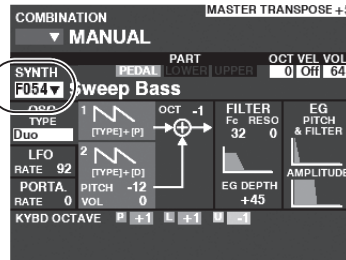 COMBINATION MASTER TRANSPOSE +5
▼ MANUAL
PART OCT VEL VOL
SYNTH PEDAL LOWER UPPER 0 Off 64
F054▼ Sweep Bass
OSC 1 OCT -1 FILTER EG
TYPE [TYPE]+[P] Fc RESO PITCH
Duo 32 0 & FILTER
LFO 2
RATE 92 [TYPE]+[D] AMPLITUDE
PORTA. PITCH -12 EG DEPTH
RATE 0 VOL 0 +45
KYBD OCTAVE P +1 L +1 U -1